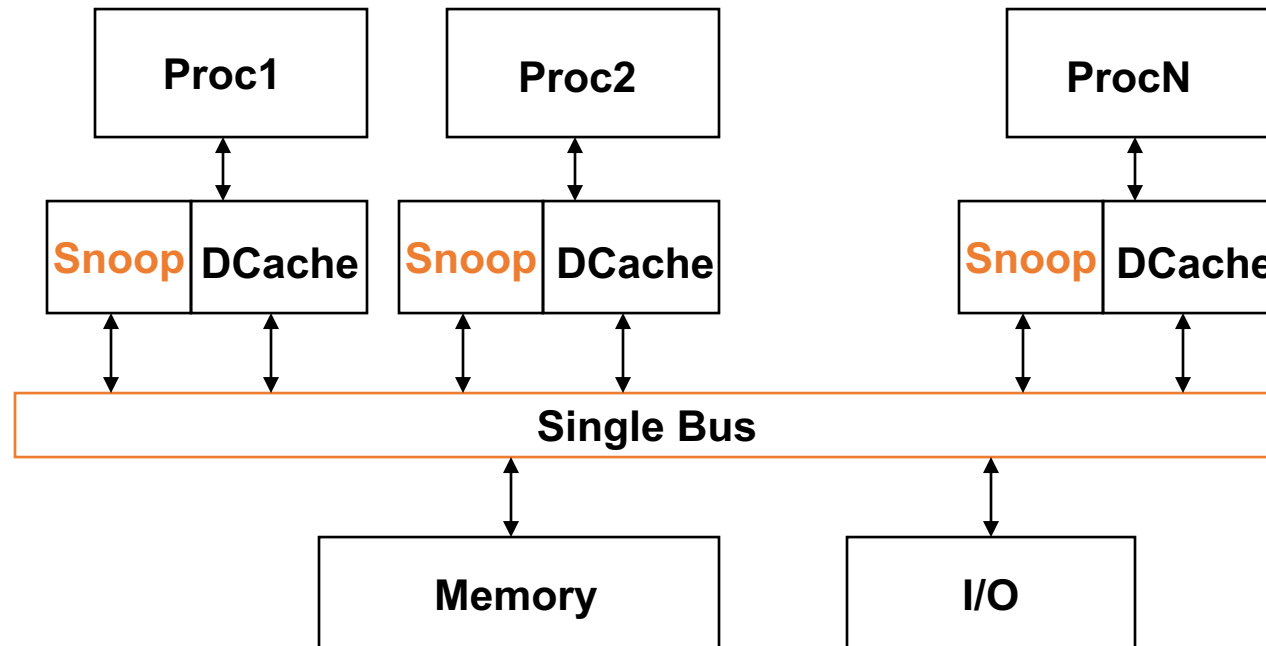 Proc1
Proc2
ProcN
Snoop DCache
Snoop DCache
Snoop DCache
Single Bus
Memory
I/O